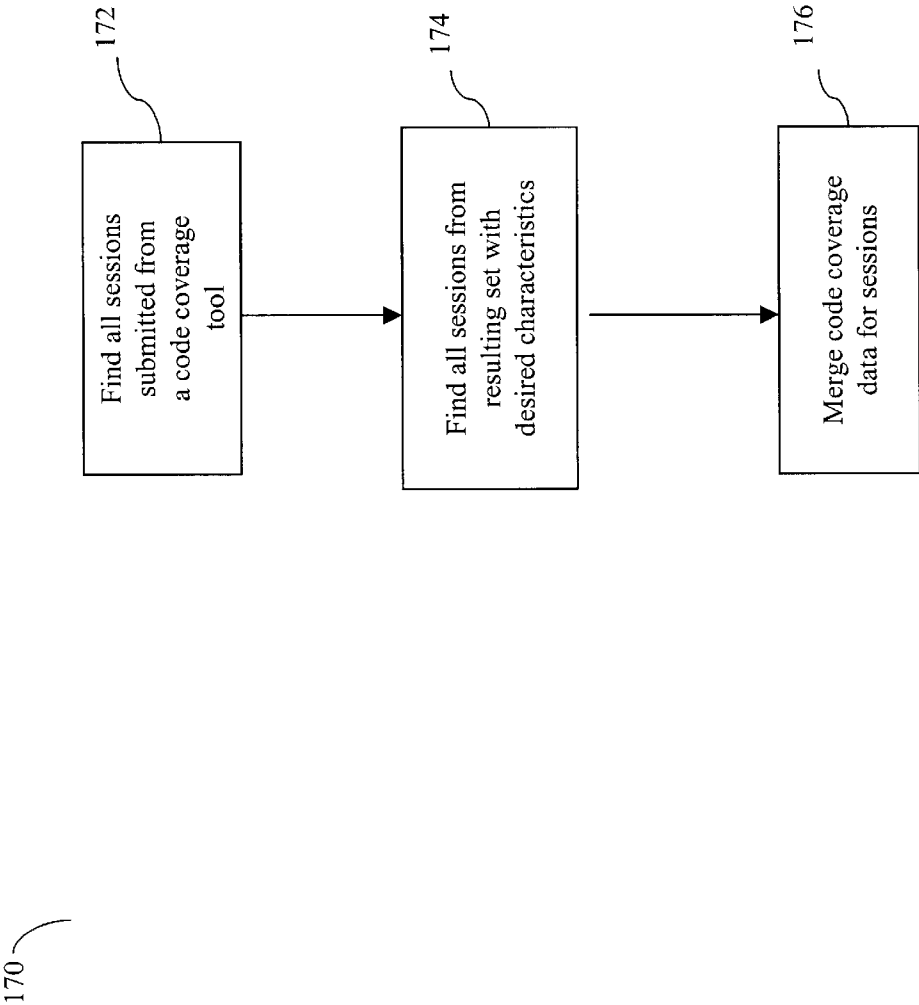 170
172
Find all sessions
submitted from
a code coverage
tool
174
Find all sessions from
resulting set with
desired characteristics
176
Merge code coverage
data for sessions